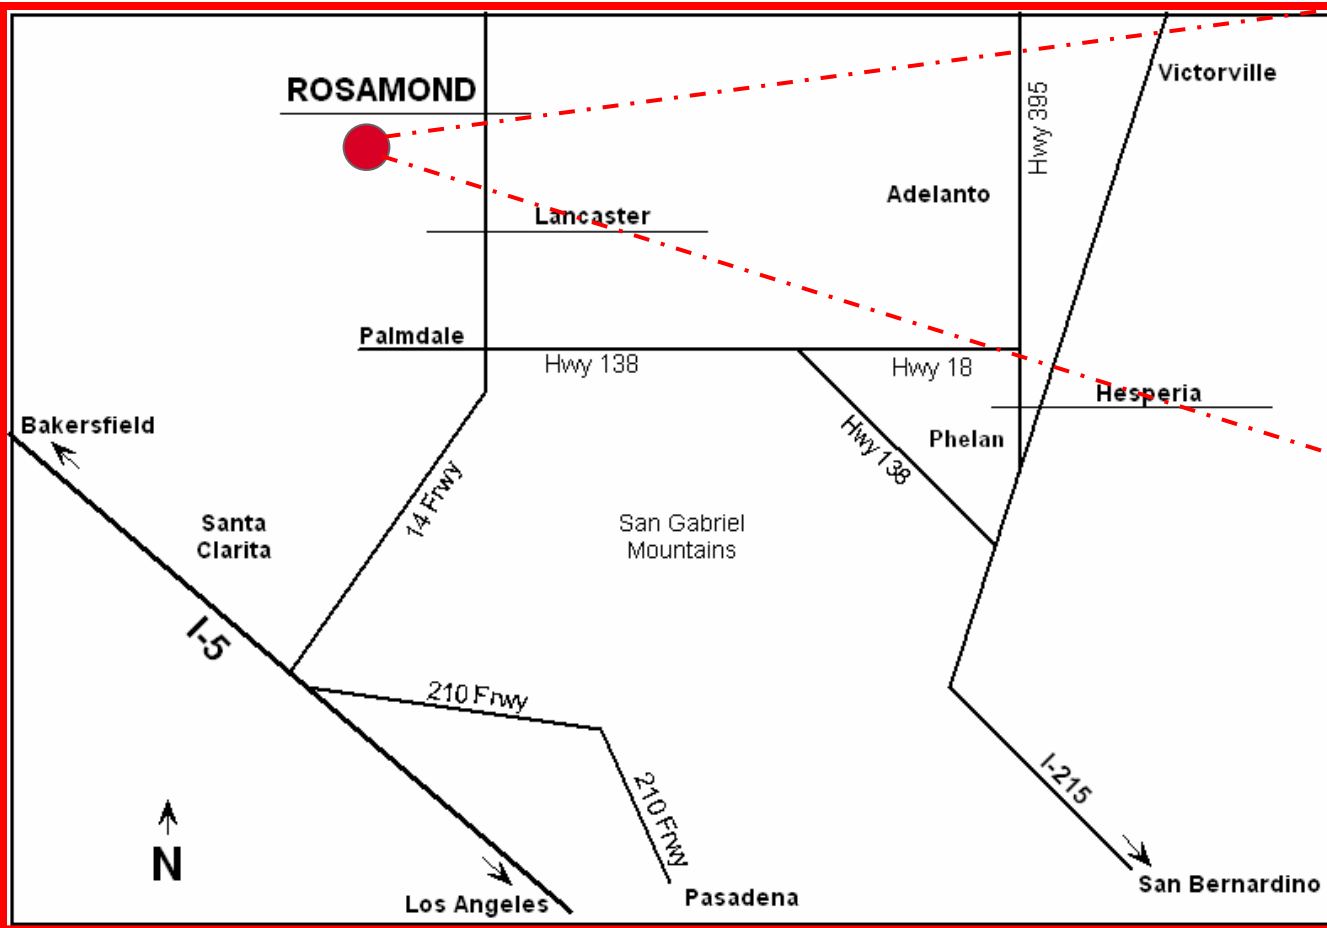 Victorville
ROSAMOND
Hwy 395
Adelanto
Lancaster
Palmdale
Hwy 138
Hwy 18
Hesperia
Bakersfield
Hwy 138
Phelan
14 Frwy
Santa
Clarita
San Gabriel
Mountains
I-5
210 Frwy
I-215
210 Frwy
N
San Bernardino
Los Angeles
Pasadena